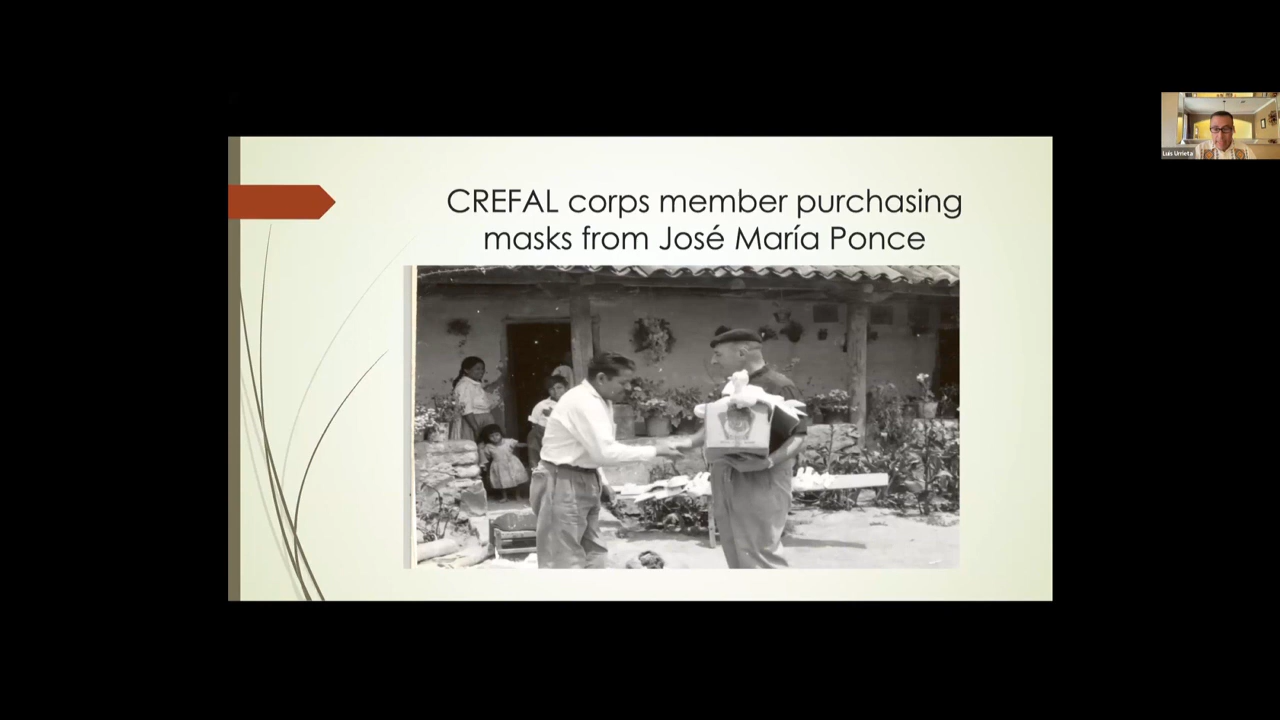 CREFAL corps member purchasing
masks from José María Ponce
Luis Urrieta